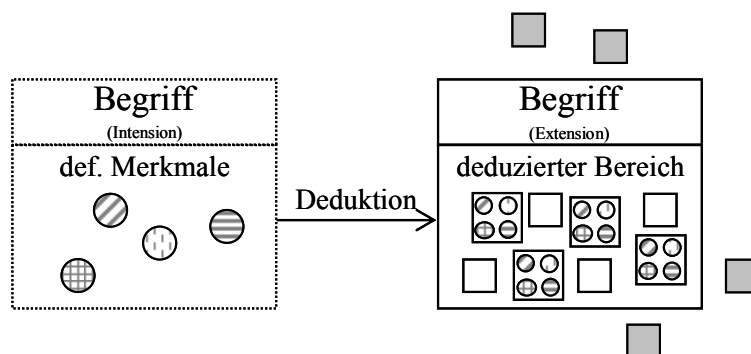 Begriff
(Intension)
def. Merkmale
Deduktion
Begriff
(Extension)
deduzierter Bereich